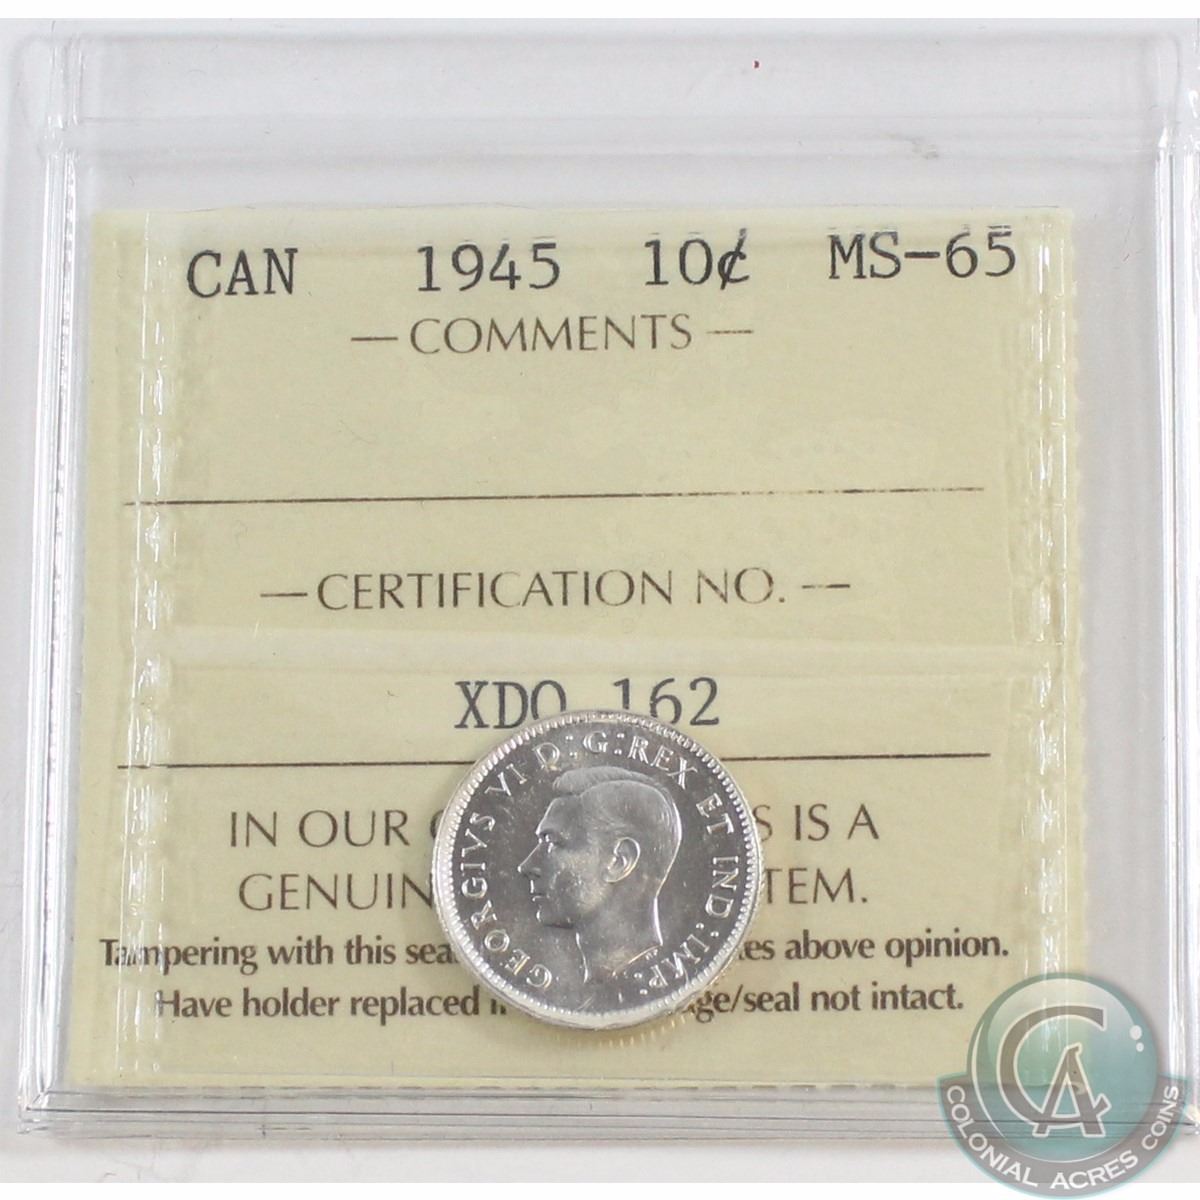 CAN 1945 10¢ MS-65
— COMMENTS —
— CERTIFICATION NO. —
XDO 162
IN OUR S IS A
GENUIN TEM.
Tampering with this sea es above opinion.
Have holder replaced ge/seal not intact.
GEORGIVS VI D:G:REX ET IND:IMP:
CA
COLONIAL ACRES COINS